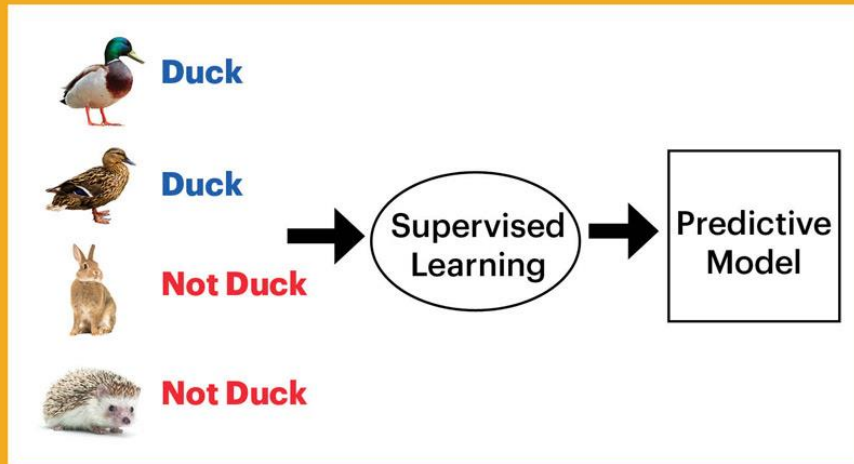 Duck
Duck
Not Duck
Not Duck
Supervised
Learning
Predictive
Model